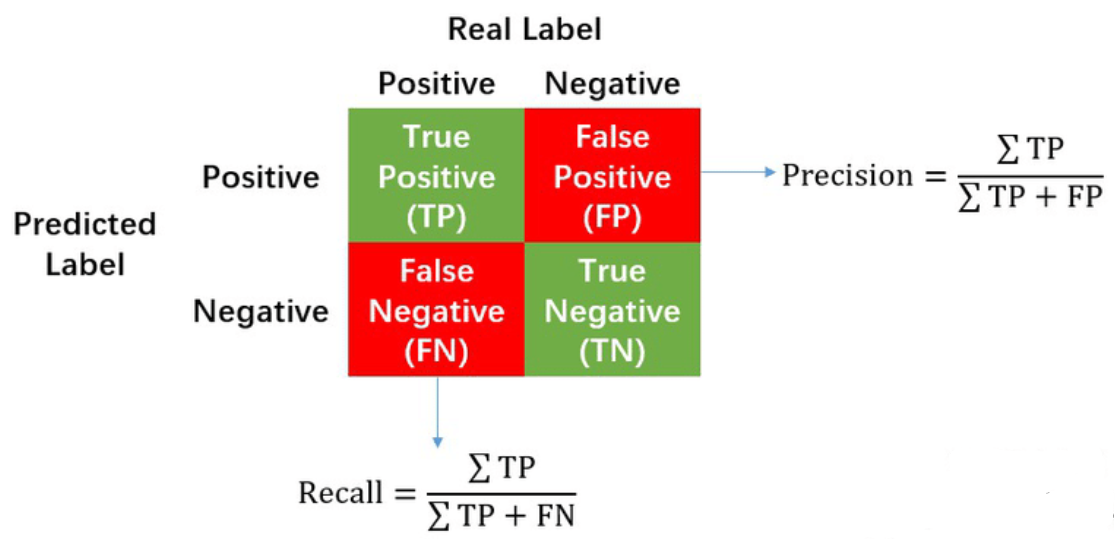 Real Label
Positive Negative
True
Positive
(TP)
False
Positive
(FP)
Positive
Precision = ∑ TP / ∑ TP + FP
Predicted
Label
False
Negative
(FN)
True
Negative
(TN)
Negative
Recall = ∑ TP / ∑ TP + FN